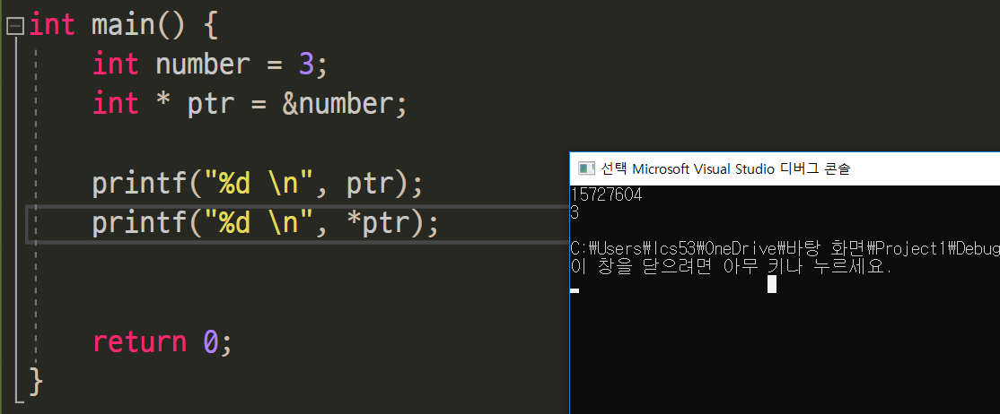 int main() {
    int number = 3;
    int * ptr = &number;
    printf("%d \n", ptr);
    printf("%d \n", *ptr);
    return 0;
}
선택 Microsoft Visual Studio 디버그 콘솔
15727604
3
C:\Users\lcs53\OneDrive\바탕 화면\Project1\Debug
이 창을 닫으려면 아무 키나 누르세요.